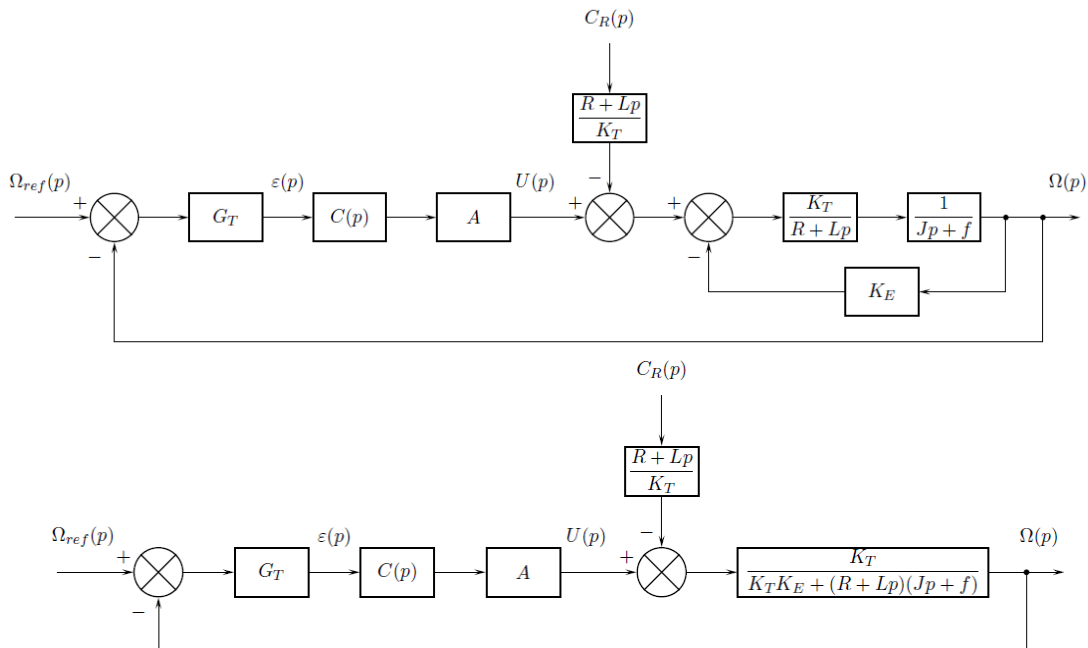 C_R(p)
R + Lp
K_T
Ω_ref(p) + ε(p) U(p) − Ω(p)
G_T C(p) A + + K_T 1
R + Lp Jp + f
− −
K_E
C_R(p)
R + Lp
K_T
Ω_ref(p) + ε(p) U(p) − Ω(p)
G_T C(p) A + K_T
K_T K_E + (R + Lp)(Jp + f)
−